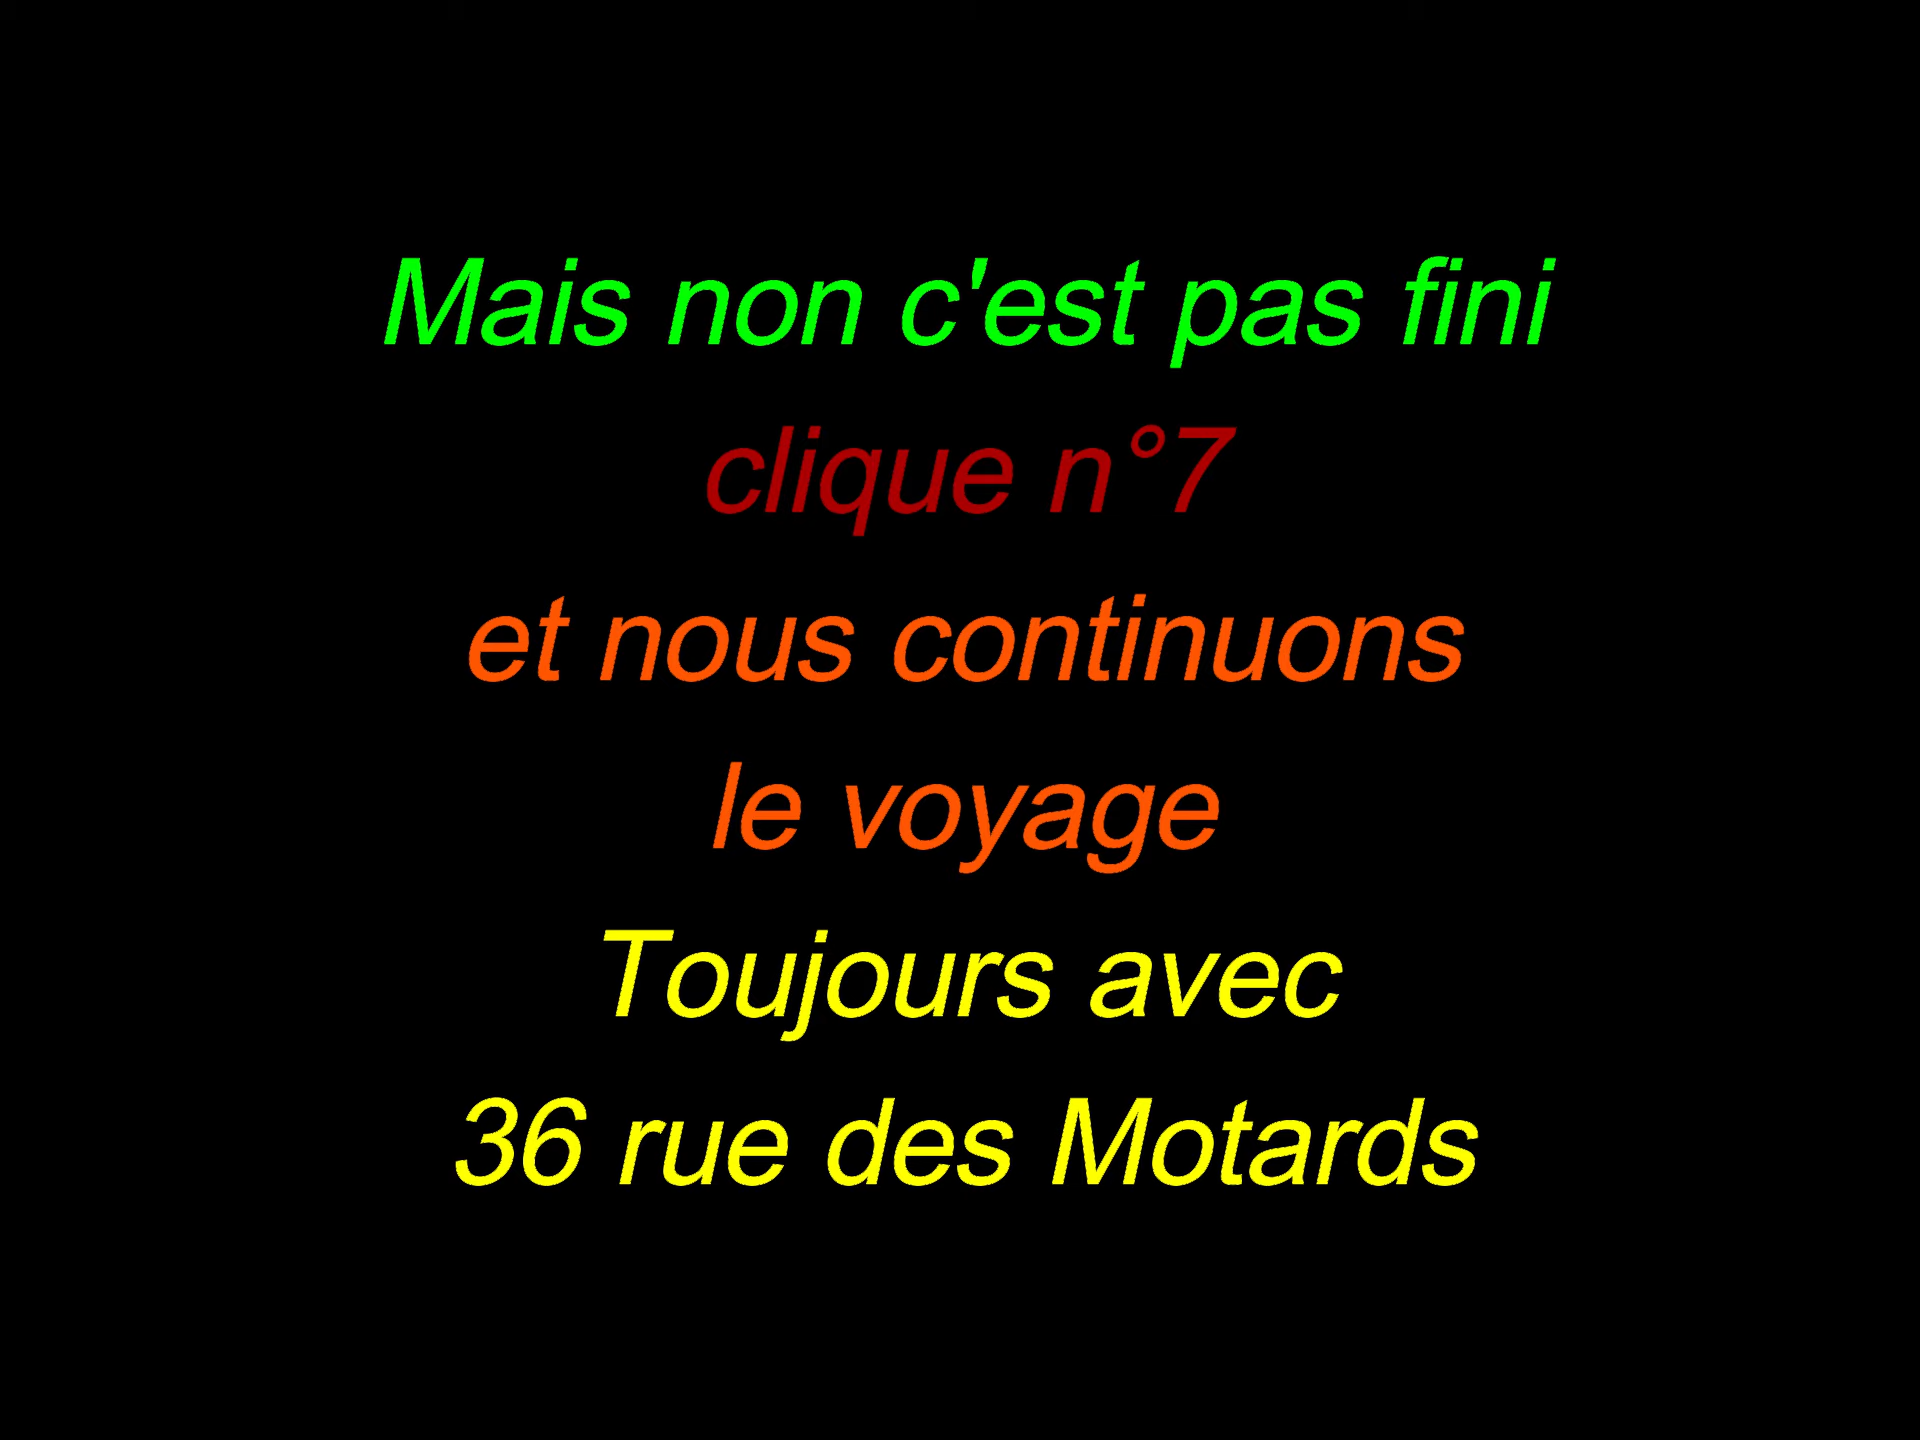 Mais non c'est pas fini
clique n°7
et nous continuons
le voyage
Toujours avec
36 rue des Motards